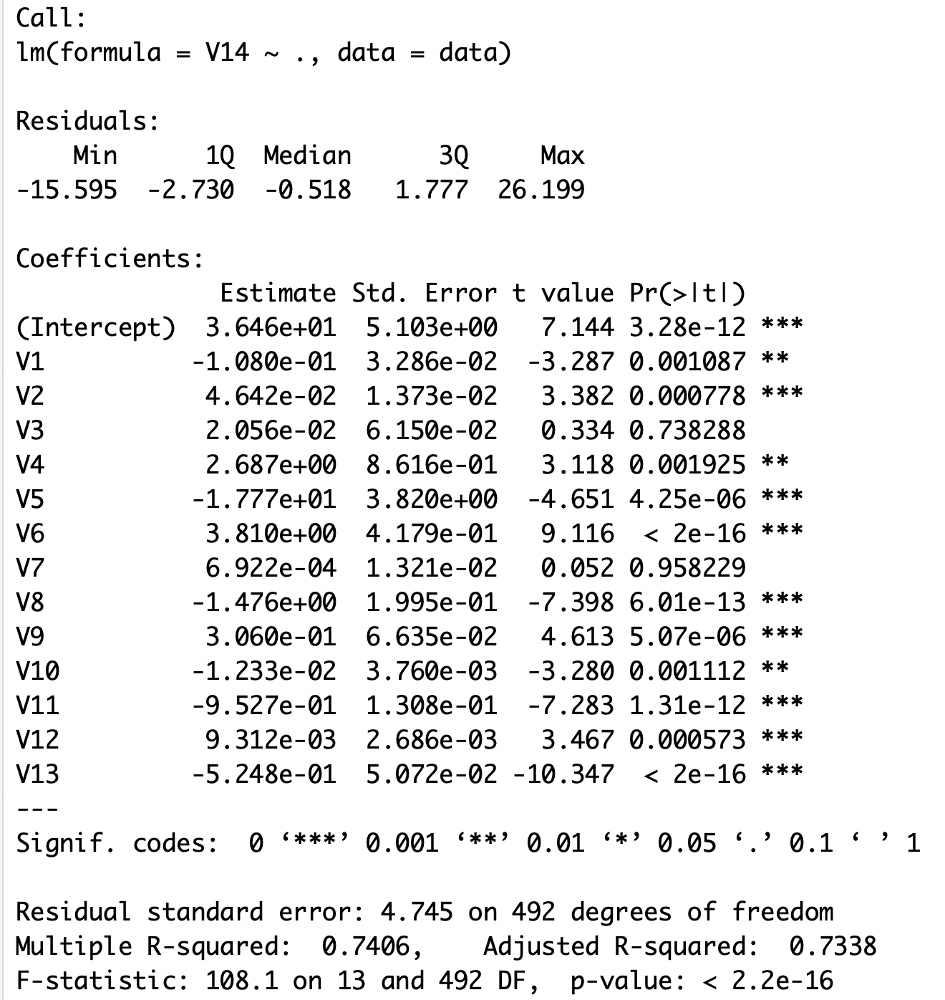 Call:
lm(formula = V14 ~ ., data = data)

Residuals:
    Min      1Q  Median      3Q     Max
-15.595  -2.730  -0.518   1.777  26.199

Coefficients:
              Estimate Std. Error t value Pr(>|t|)
(Intercept)  3.646e+01  5.103e+00   7.144 3.28e-12 ***
V1          -1.080e-01  3.286e-02  -3.287 0.001087 **
V2           4.642e-02  1.373e-02   3.382 0.000778 ***
V3           2.056e-02  6.150e-02   0.334 0.738288
V4           2.687e+00  8.616e-01   3.118 0.001925 **
V5          -1.777e+01  3.820e+00  -4.651 4.25e-06 ***
V6           3.810e+00  4.179e-01   9.116  < 2e-16 ***
V7           6.922e-04  1.321e-02   0.052 0.958229
V8          -1.476e+00  1.995e-01  -7.398 6.01e-13 ***
V9           3.060e-01  6.635e-02   4.613 5.07e-06 ***
V10         -1.233e-02  3.760e-03  -3.280 0.001112 **
V11         -9.527e-01  1.308e-01  -7.283 1.31e-12 ***
V12          9.312e-03  2.686e-03   3.467 0.000573 ***
V13         -5.248e-01  5.072e-02 -10.347  < 2e-16 ***
---
Signif. codes:  0 ‘***’ 0.001 ‘**’ 0.01 ‘*’ 0.05 ‘.’ 0.1 ‘ ’ 1

Residual standard error: 4.745 on 492 degrees of freedom
Multiple R-squared:  0.7406,    Adjusted R-squared:  0.7338
F-statistic: 108.1 on 13 and 492 DF,  p-value: < 2.2e-16